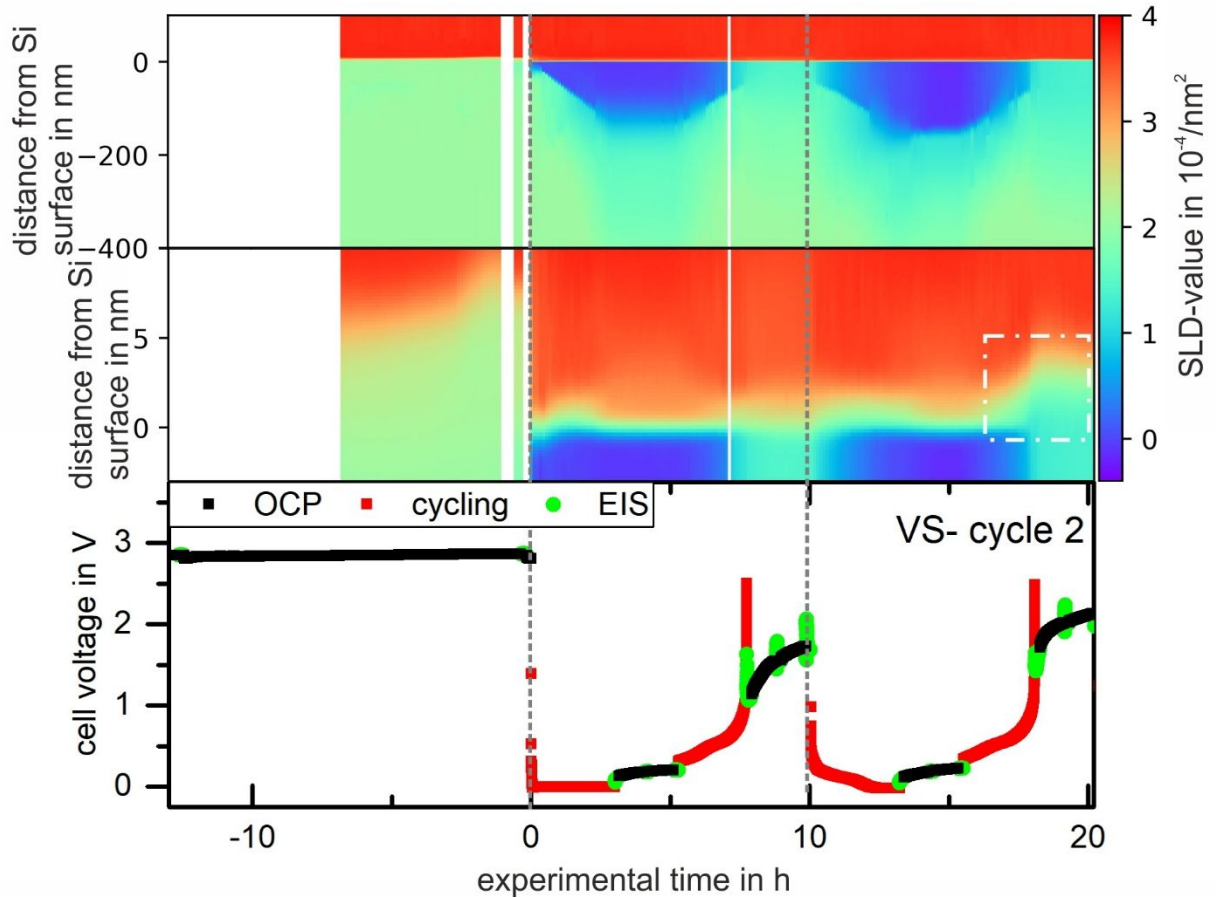 distance from Si
surface in nm
0
−200
−400
distance from Si
surface in nm
5
0
4
3
2
1
0
SLD-value in 10⁻⁴/nm²
OCP cycling EIS
VS- cycle 2
cell voltage in V
3
2
1
0
-10 0 10 20
experimental time in h